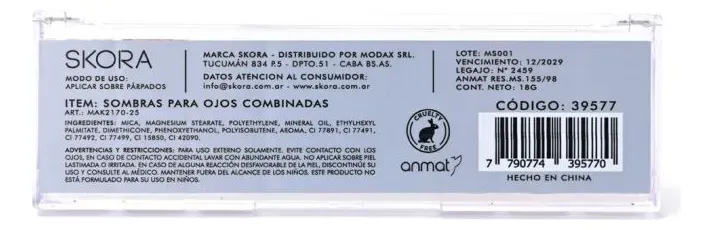 SKORA
MODO DE USO:
APLICAR SOBRE PÁRPADOS
MARCA SKORA - DISTRIBUIDO POR MODAX SRL.
TUCUMÁN 834 P.5 - DPTO.51 - CABA BS.AS.
DATOS ATENCION AL CONSUMIDOR:
info@skora.com.ar - www.skora.com.ar
LOTE: MS001
VENCIMIENTO: 12/2029
LEGAJO: N° 2459
ANMAT RES.MS.155/98
CONT. NETO: 18G
ITEM: SOMBRAS PARA OJOS COMBINADAS
ART.: MAK2170-25
INGREDIENTES: MICA, MAGNESIUM STEARATE, POLYETHYLENE, MINERAL OIL, ETHYLHEXYL
PALMITATE, DIMETHICONE, PHENOXYETHANOL, POLYISOBUTENE, AROMA, CI 77891, CI 77491,
CI 77492, CI 77499, CI 15850, CI 42090.
ADVERTENCIAS Y RESTRICCIONES: PARA USO EXTERNO SOLAMENTE. EVITE CONTACTO CON LOS
OJOS, EN CASO DE CONTACTO ACCIDENTAL LAVAR CON ABUNDANTE AGUA. NO APLICAR SOBRE PIEL
LASTIMADA O IRRITADA. EN CASO DE ALGUNA REACCIÓN DESFAVORABLE DE LA PIEL, DISCONTINÚE SU
USO Y CONSULTE AL MÉDICO. MANTENER FUERA DEL ALCANCE DE LOS NIÑOS. ESTE PRODUCTO NO
ESTÁ FORMULADO PARA SU USO EN NIÑOS.
CRUELTY
FREE
anmat
CÓDIGO: 39577
7 790774 395770
HECHO EN CHINA